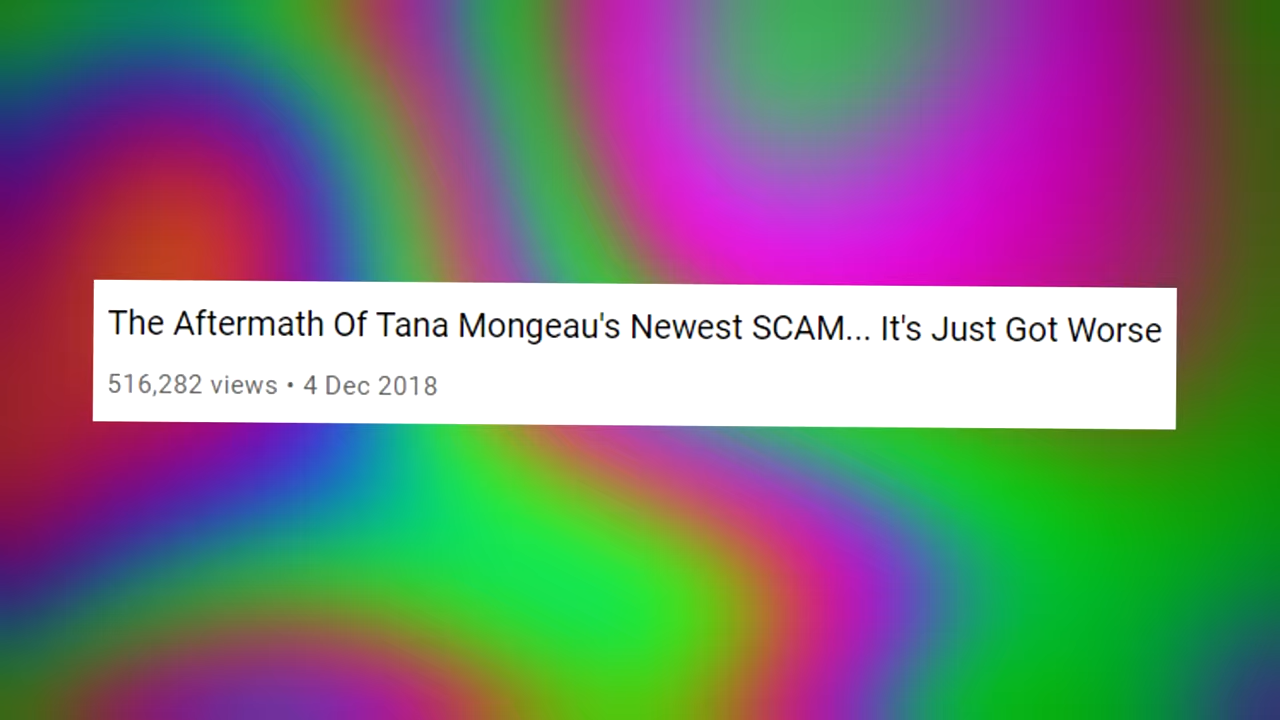 The Aftermath Of Tana Mongeau's Newest SCAM... It's Just Got Worse
516,282 views • 4 Dec 2018